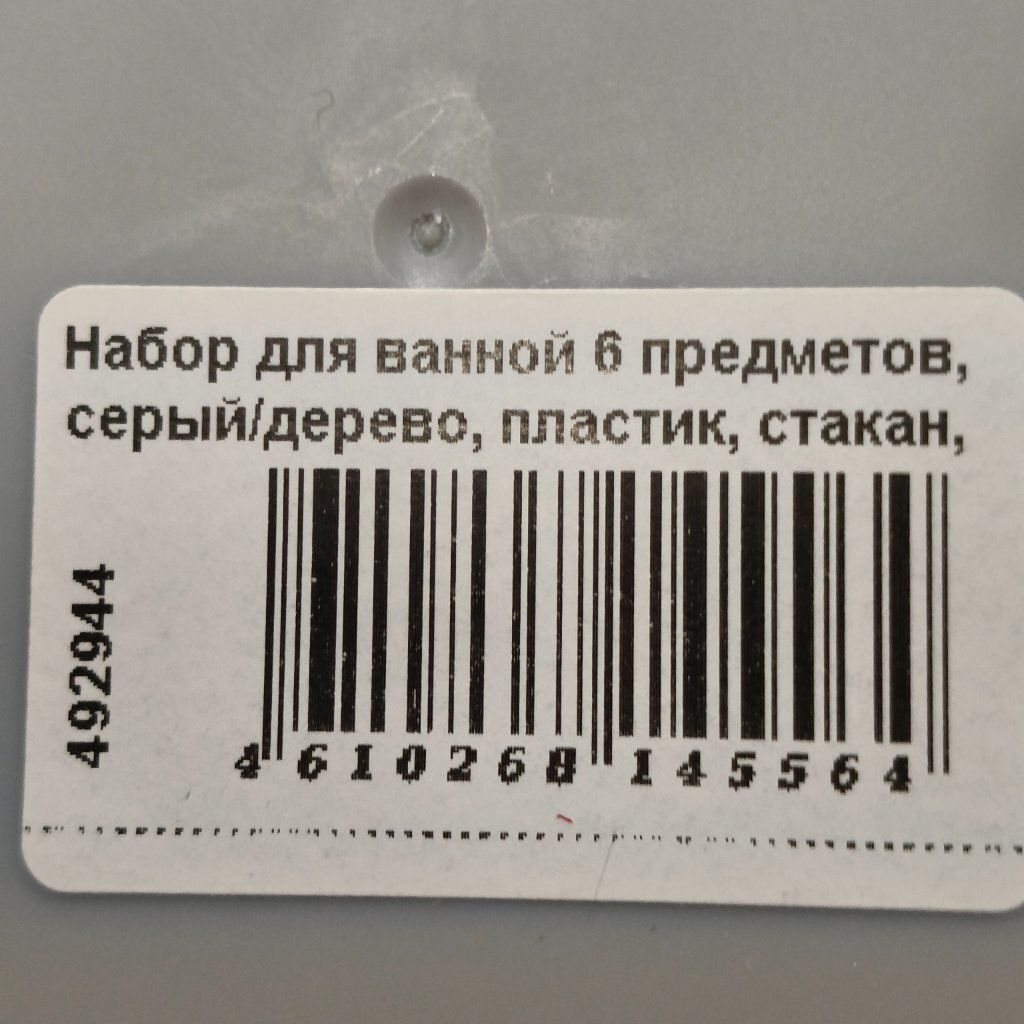 Набор для ванной 6 предметов,
серый/дерево, пластик, стакан,
492944
4 610268 145564